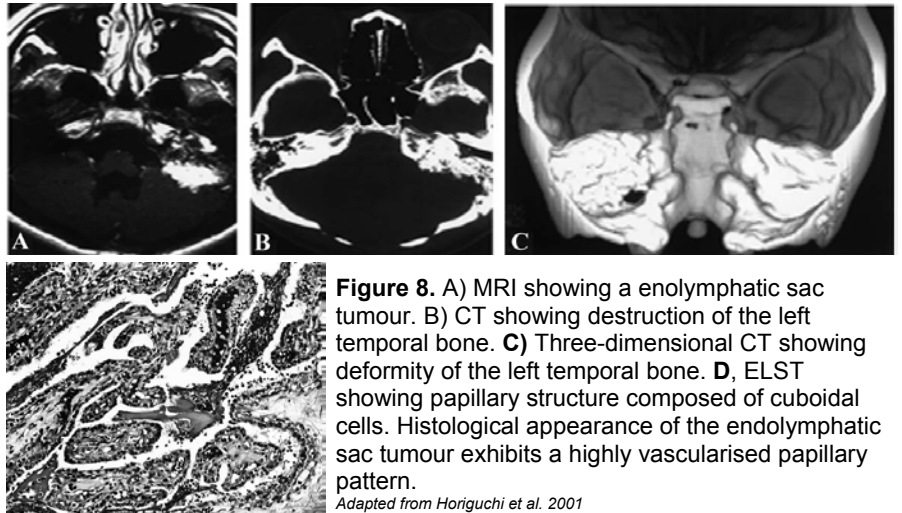 A
B
C
Figure 8. A) MRI showing a enolymphatic sac
tumour. B) CT showing destruction of the left
temporal bone. C) Three-dimensional CT showing
deformity of the left temporal bone. D, ELST
showing papillary structure composed of cuboidal
cells. Histological appearance of the endolymphatic
sac tumour exhibits a highly vascularised papillary
pattern.
Adapted from Horiguchi et al. 2001